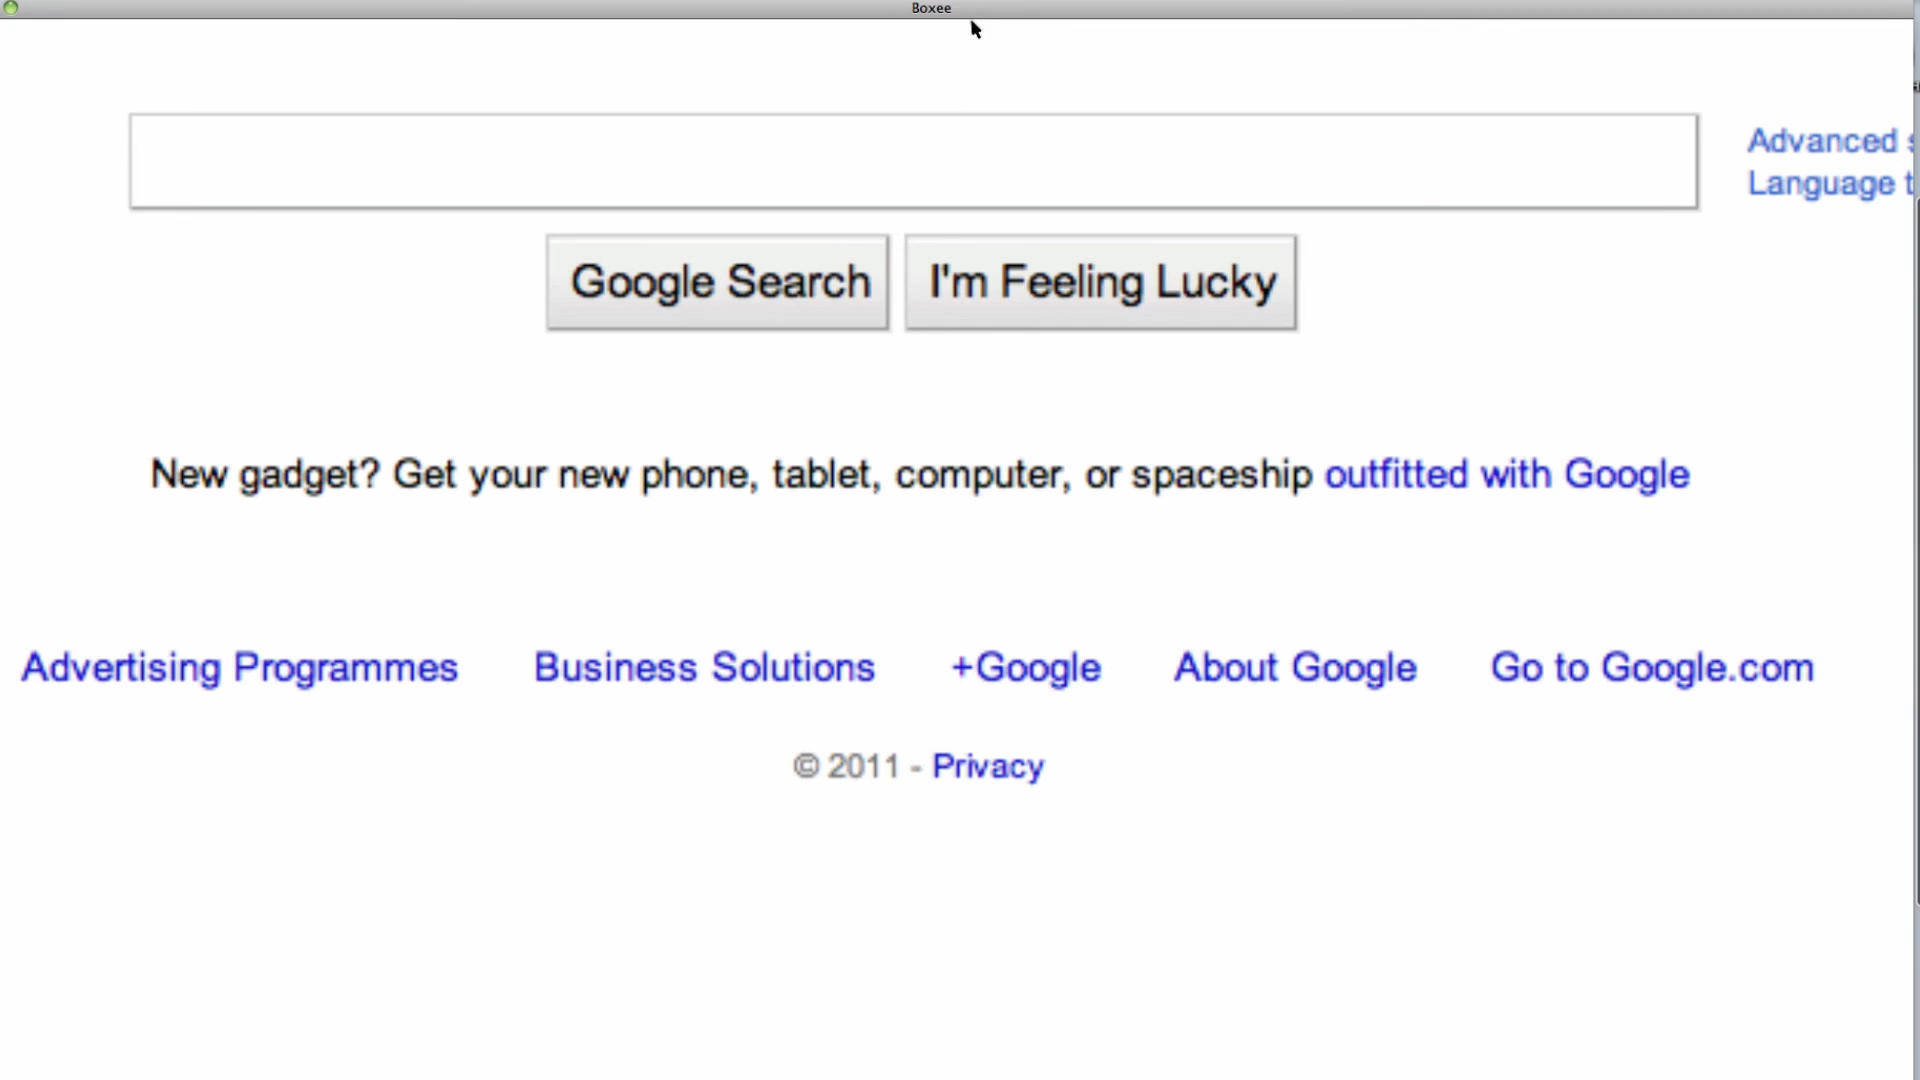 Boxee
Advanced
Language
Google Search
I'm Feeling Lucky
New gadget? Get your new phone, tablet, computer, or spaceship outfitted with Google
Advertising Programmes Business Solutions +Google About Google Go to Google.com
© 2011 - Privacy